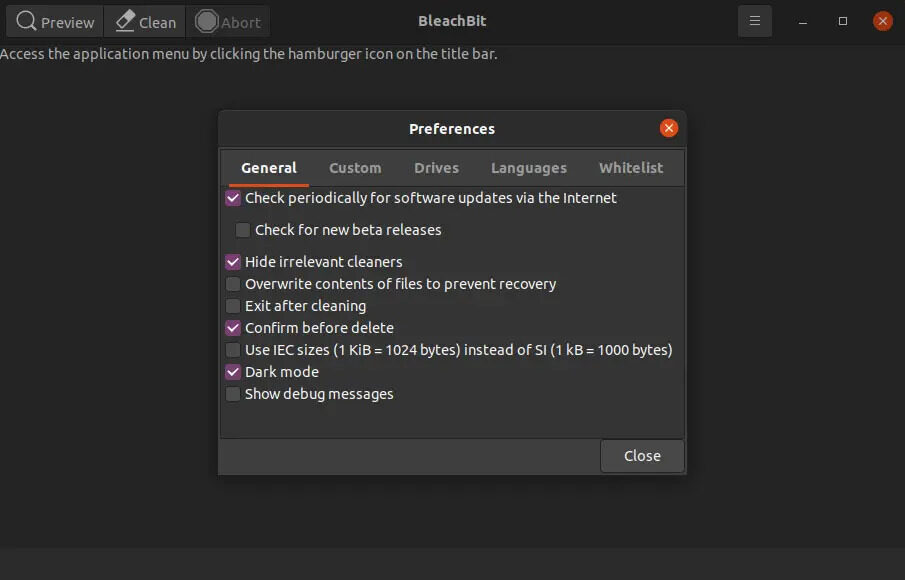 Preview Clean Abort BleachBit
Access the application menu by clicking the hamburger icon on the title bar.
Preferences
General Custom Drives Languages Whitelist
Check periodically for software updates via the Internet
Check for new beta releases
Hide irrelevant cleaners
Overwrite contents of files to prevent recovery
Exit after cleaning
Confirm before delete
Use IEC sizes (1 KiB = 1024 bytes) instead of SI (1 kB = 1000 bytes)
Dark mode
Show debug messages
Close